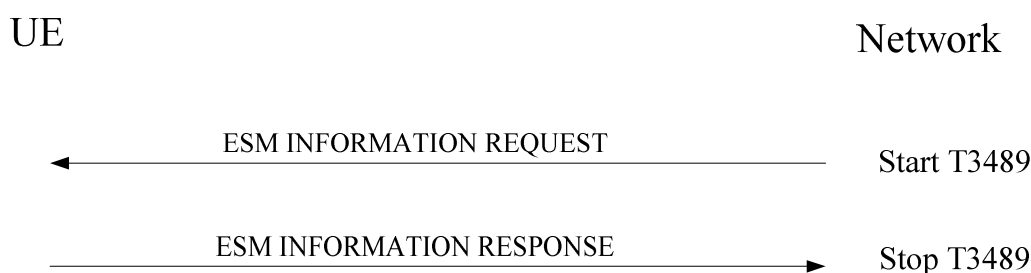 UE
Network
ESM INFORMATION REQUEST
Start T3489
ESM INFORMATION RESPONSE
Stop T3489